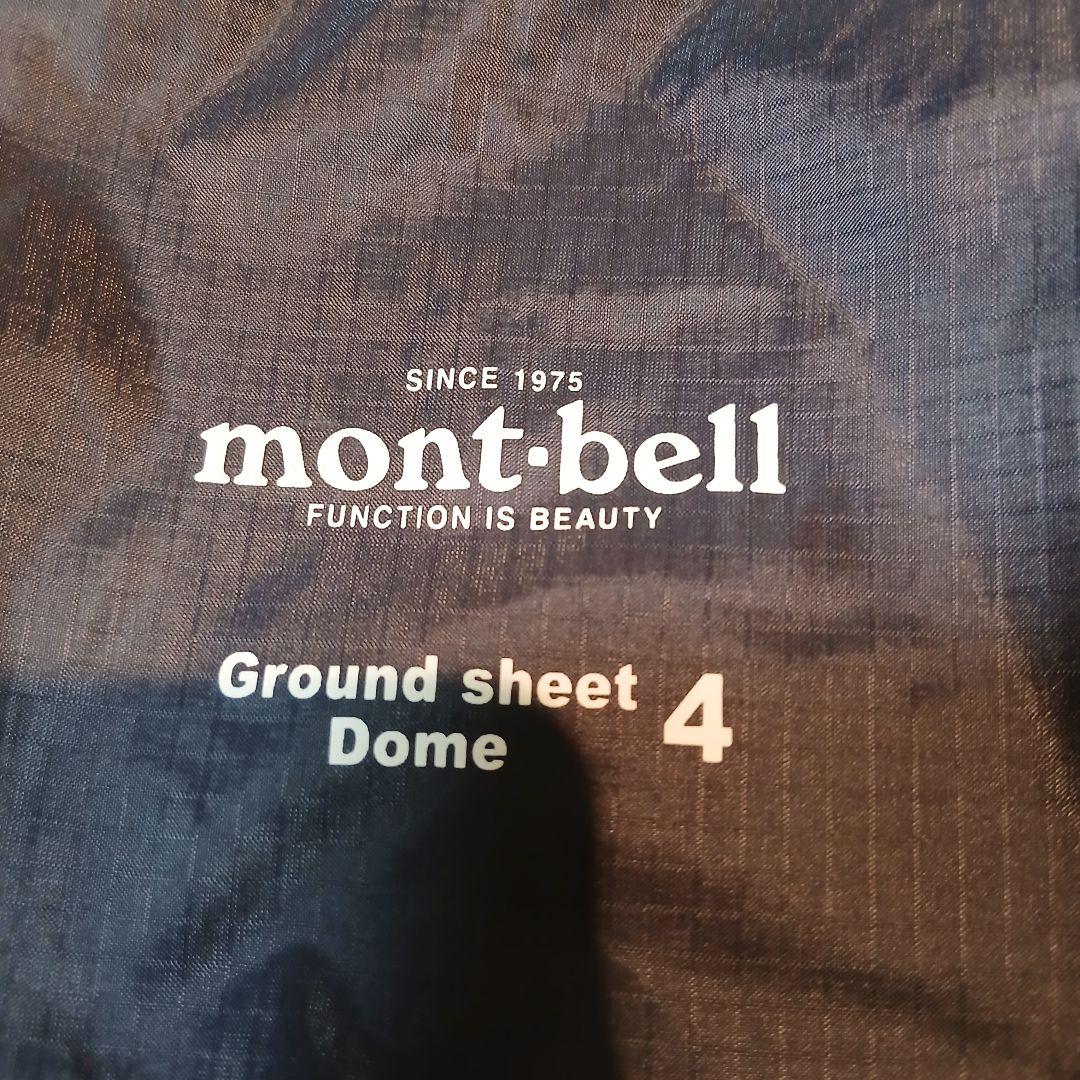 SINCE 1975
mont·bell
FUNCTION IS BEAUTY
Ground sheet 4
Dome